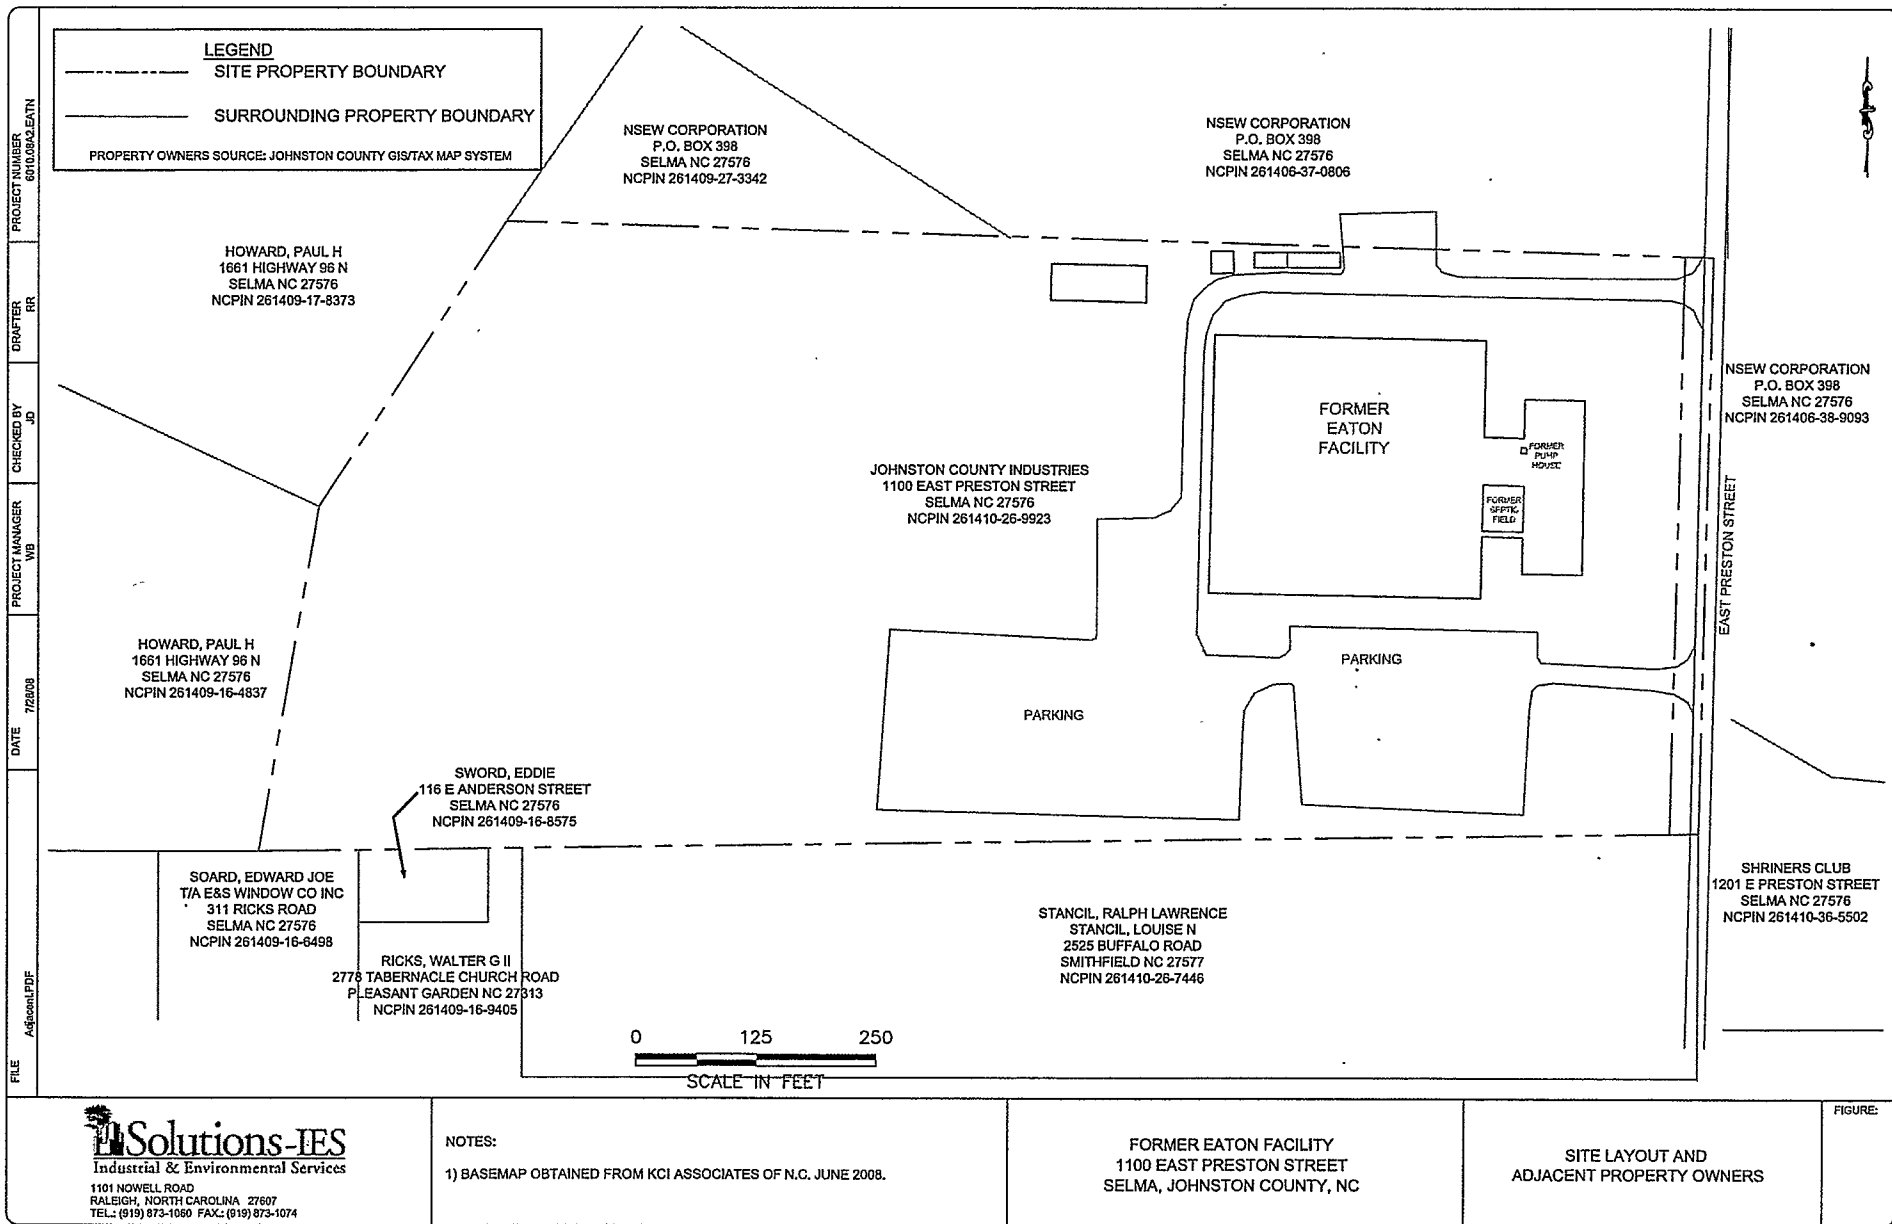 LEGEND
SITE PROPERTY BOUNDARY
SURROUNDING PROPERTY BOUNDARY
PROPERTY OWNERS SOURCE: JOHNSTON COUNTY GIS/TAX MAP SYSTEM
NSEW CORPORATION
P.O. BOX 398
SELMA NC 27576
NCPIN 261409-27-3342
NSEW CORPORATION
P.O. BOX 398
SELMA NC 27576
NCPIN 261406-37-0806
HOWARD, PAUL H
1661 HIGHWAY 96 N
SELMA NC 27576
NCPIN 261409-17-8373
NSEW CORPORATION
P.O. BOX 398
SELMA NC 27576
NCPIN 261406-38-9093
FORMER
EATON
FACILITY
FORMER
PUMP
HOUSE
FORMER
SEPTIC
FIELD
JOHNSTON COUNTY INDUSTRIES
1100 EAST PRESTON STREET
SELMA NC 27576
NCPIN 261410-26-9923
EAST PRESTON STREET
HOWARD, PAUL H
1661 HIGHWAY 96 N
SELMA NC 27576
NCPIN 261409-16-4837
PARKING
PARKING
SWORD, EDDIE
116 E ANDERSON STREET
SELMA NC 27576
NCPIN 261409-16-8575
SOARD, EDWARD JOE
T/A E&S WINDOW CO INC
311 RICKS ROAD
SELMA NC 27576
NCPIN 261409-16-6498
RICKS, WALTER G II
2778 TABERNACLE CHURCH ROAD
PLEASANT GARDEN NC 27313
NCPIN 261409-16-9405
STANCIL, RALPH LAWRENCE
STANCIL, LOUISE N
2525 BUFFALO ROAD
SMITHFIELD NC 27577
NCPIN 261410-26-7446
SHRINERS CLUB
1201 E PRESTON STREET
SELMA NC 27576
NCPIN 261410-36-5502
0 125 250
SCALE IN FEET
PROJECT NUMBER
6010.08A2.EATN
DRAFTER
RR
CHECKED BY
JD
PROJECT MANAGER
WB
DATE
7/28/08
FILE
Solutions-IES
Industrial & Environmental Services
1101 NOWELL ROAD
RALEIGH, NORTH CAROLINA 27607
TEL.: (919) 873-1060 FAX.: (919) 873-1074
NOTES:
1) BASEMAP OBTAINED FROM KCI ASSOCIATES OF N.C. JUNE 2008.
FORMER EATON FACILITY
1100 EAST PRESTON STREET
SELMA, JOHNSTON COUNTY, NC
SITE LAYOUT AND
ADJACENT PROPERTY OWNERS
FIGURE: